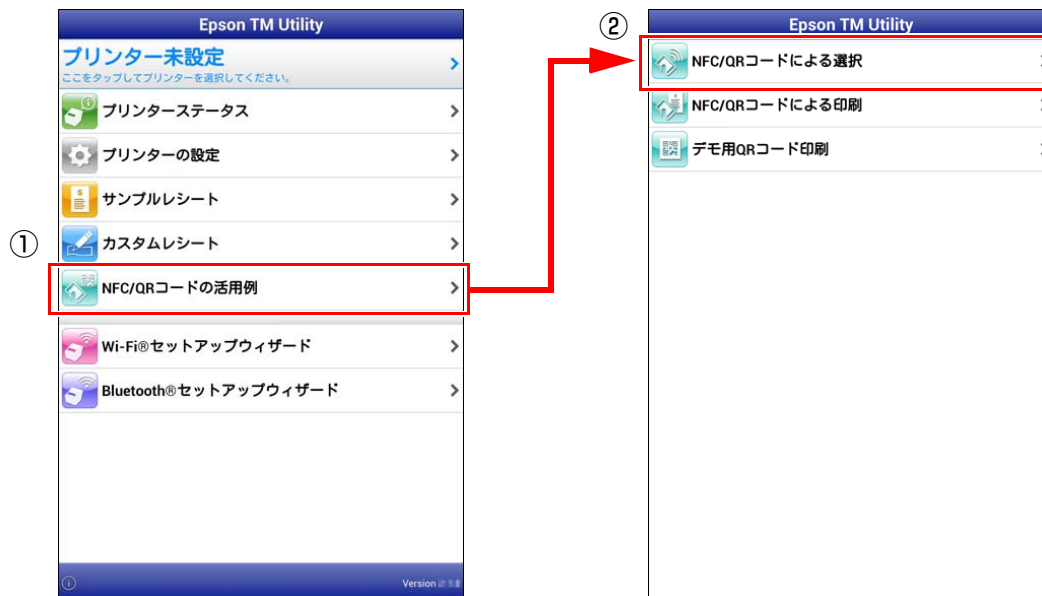 ①
Epson TM Utility
プリンター未設定
ここをタップしてプリンターを選択してください。
プリンターステータス
プリンターの設定
サンプルレシート
カスタムレシート
NFC/QRコードの活用例
Wi-Fi®セットアップウィザード
Bluetooth®セットアップウィザード
Version
②
Epson TM Utility
NFC/QRコードによる選択
NFC/QRコードによる印刷
デモ用QRコード印刷